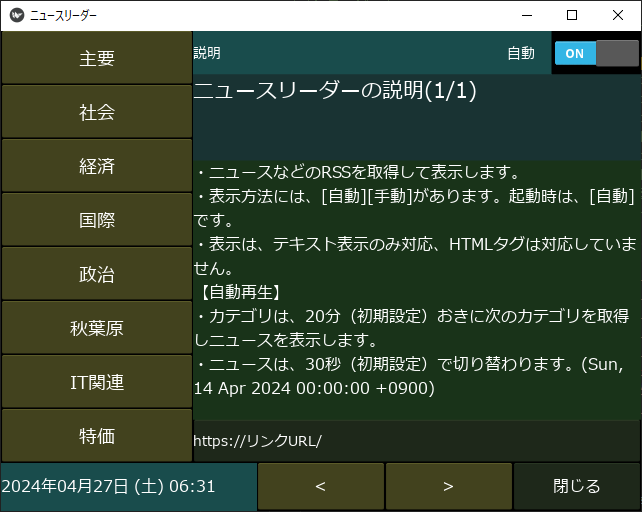 ニュースリーダー
主要
社会
経済
国際
政治
秋葉原
IT関連
特価
説明 自動 ON
ニュースリーダーの説明(1/1)
・ニュースなどのRSSを取得して表示します。
・表示方法には、[自動][手動]があります。起動時は、[自動]
です。
・表示は、テキスト表示のみ対応、HTMLタグは対応していま
せん。
【自動再生】
・カテゴリは、20分（初期設定）おきに次のカテゴリを取得
しニュースを表示します。
・ニュースは、30秒（初期設定）で切り替わります。(Sun,
14 Apr 2024 00:00:00 +0900)
https://リンクURL/
2024年04月27日 (土) 06:31
< > 閉じる